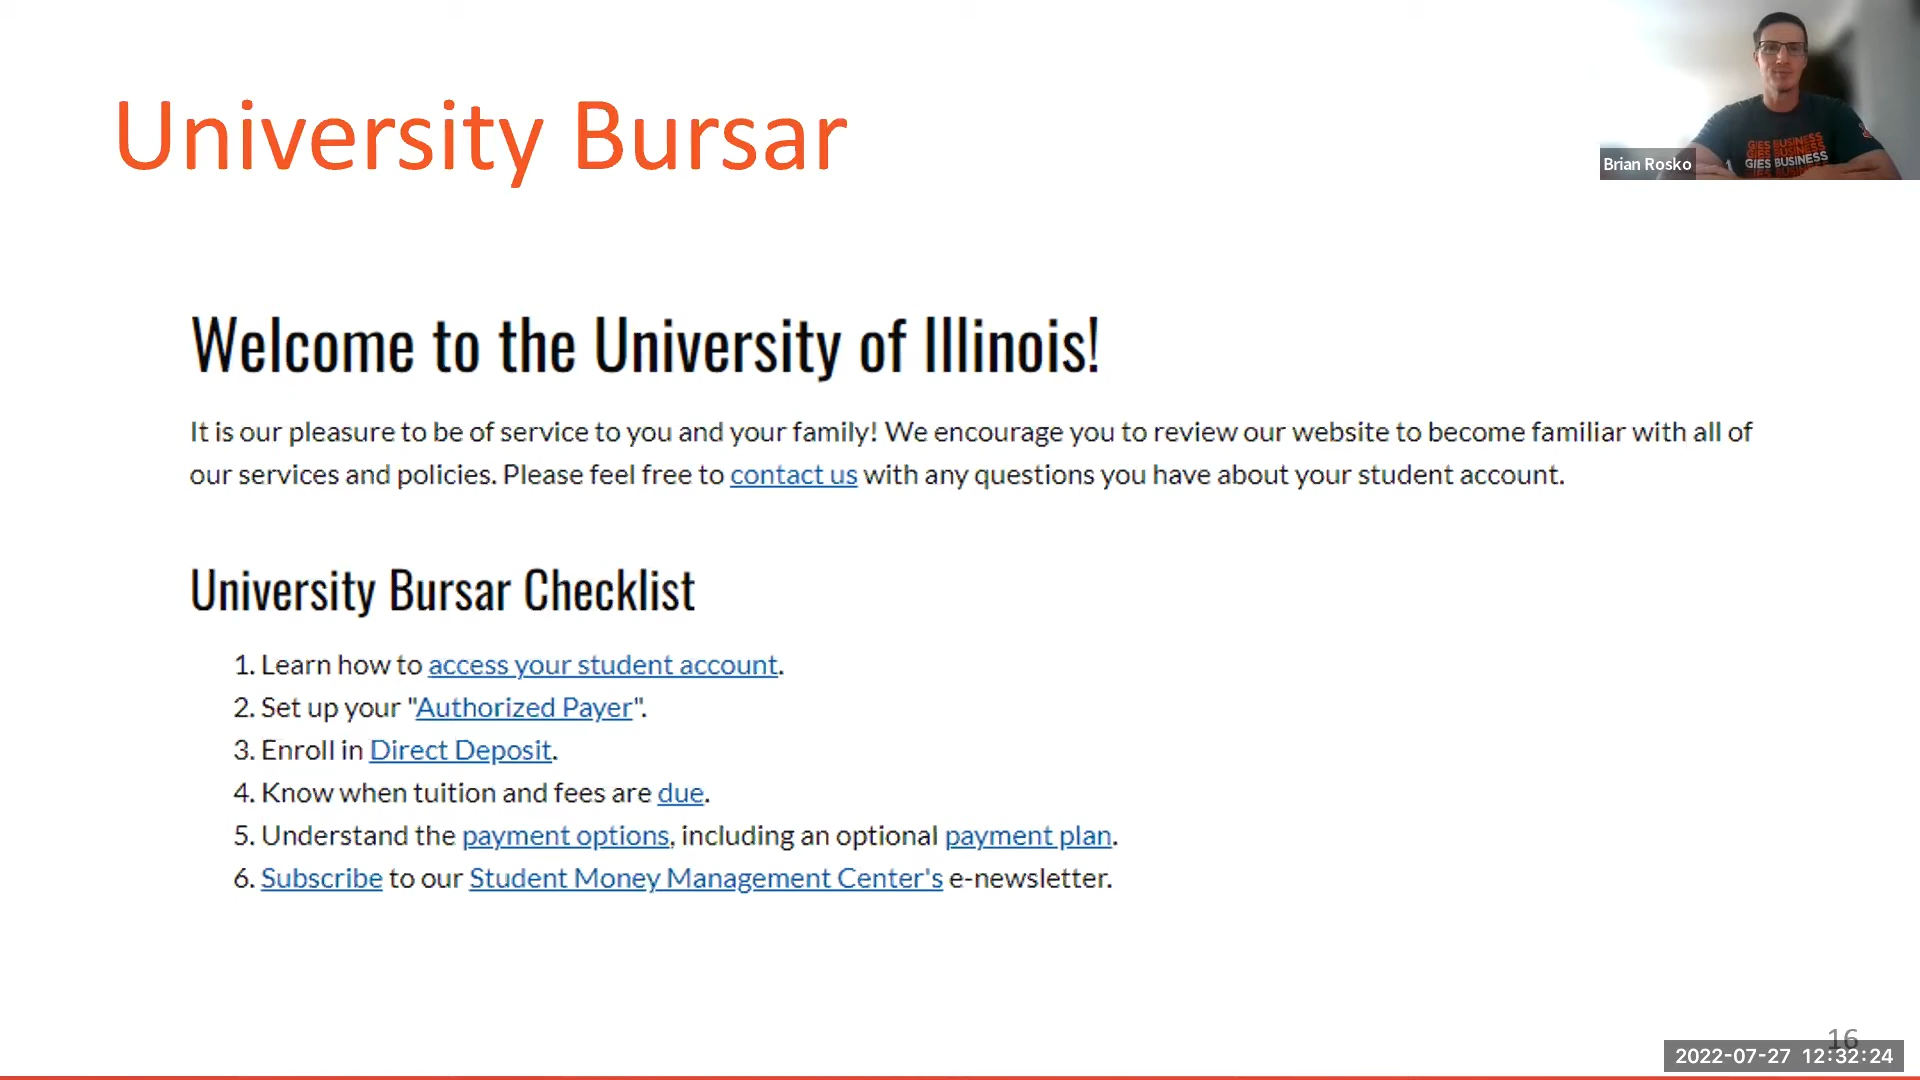 University Bursar
GIES BUSINESS
GIES BUSINESS
GIES BUSINESS
Brian Rosko
Welcome to the University of Illinois!
It is our pleasure to be of service to you and your family! We encourage you to review our website to become familiar with all of
our services and policies. Please feel free to contact us with any questions you have about your student account.
University Bursar Checklist
1. Learn how to access your student account.
2. Set up your "Authorized Payer".
3. Enroll in Direct Deposit.
4. Know when tuition and fees are due.
5. Understand the payment options, including an optional payment plan.
6. Subscribe to our Student Money Management Center's e-newsletter.
16
2022-07-27 12:32:24